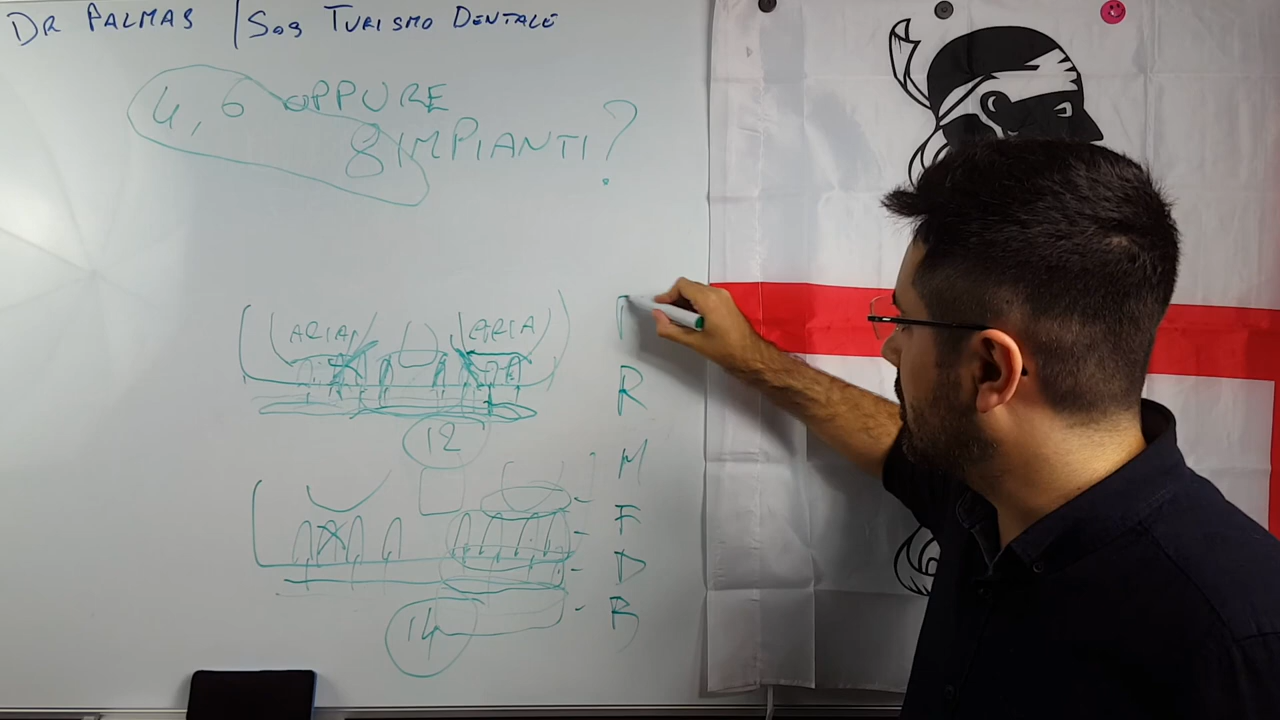 DR PALMAS | SOS TURISMO DENTALE
4, 6 OPPURE
8 IMPIANTI?
ARIA ARIA
12
14
R
M
F
D
B